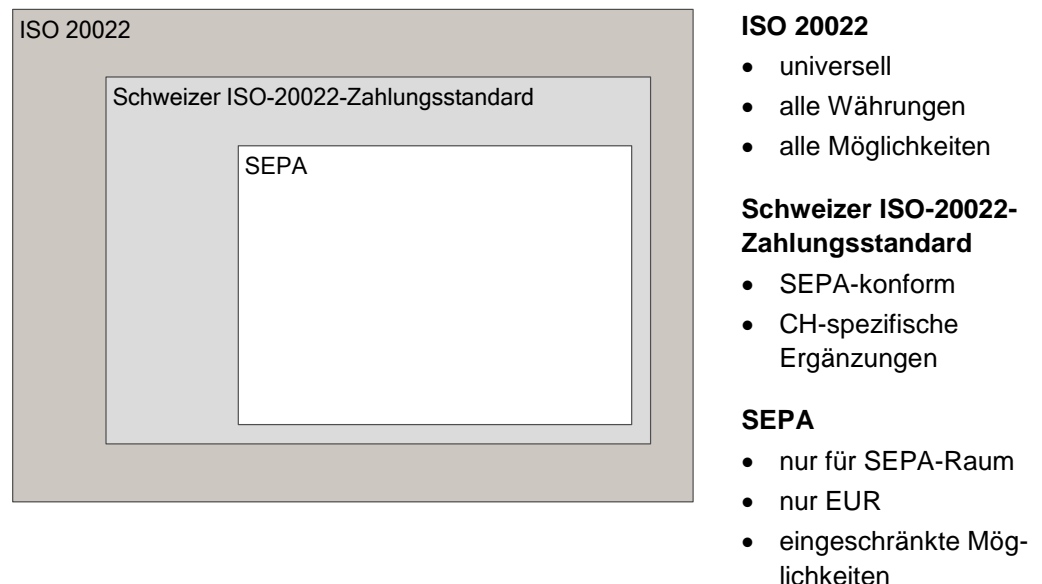 ISO 20022
Schweizer ISO-20022-Zahlungsstandard
SEPA
ISO 20022
• universell
• alle Währungen
• alle Möglichkeiten
Schweizer ISO-20022-
Zahlungsstandard
• SEPA-konform
• CH-spezifische
Ergänzungen
SEPA
• nur für SEPA-Raum
• nur EUR
• eingeschränkte Mög-
lichkeiten